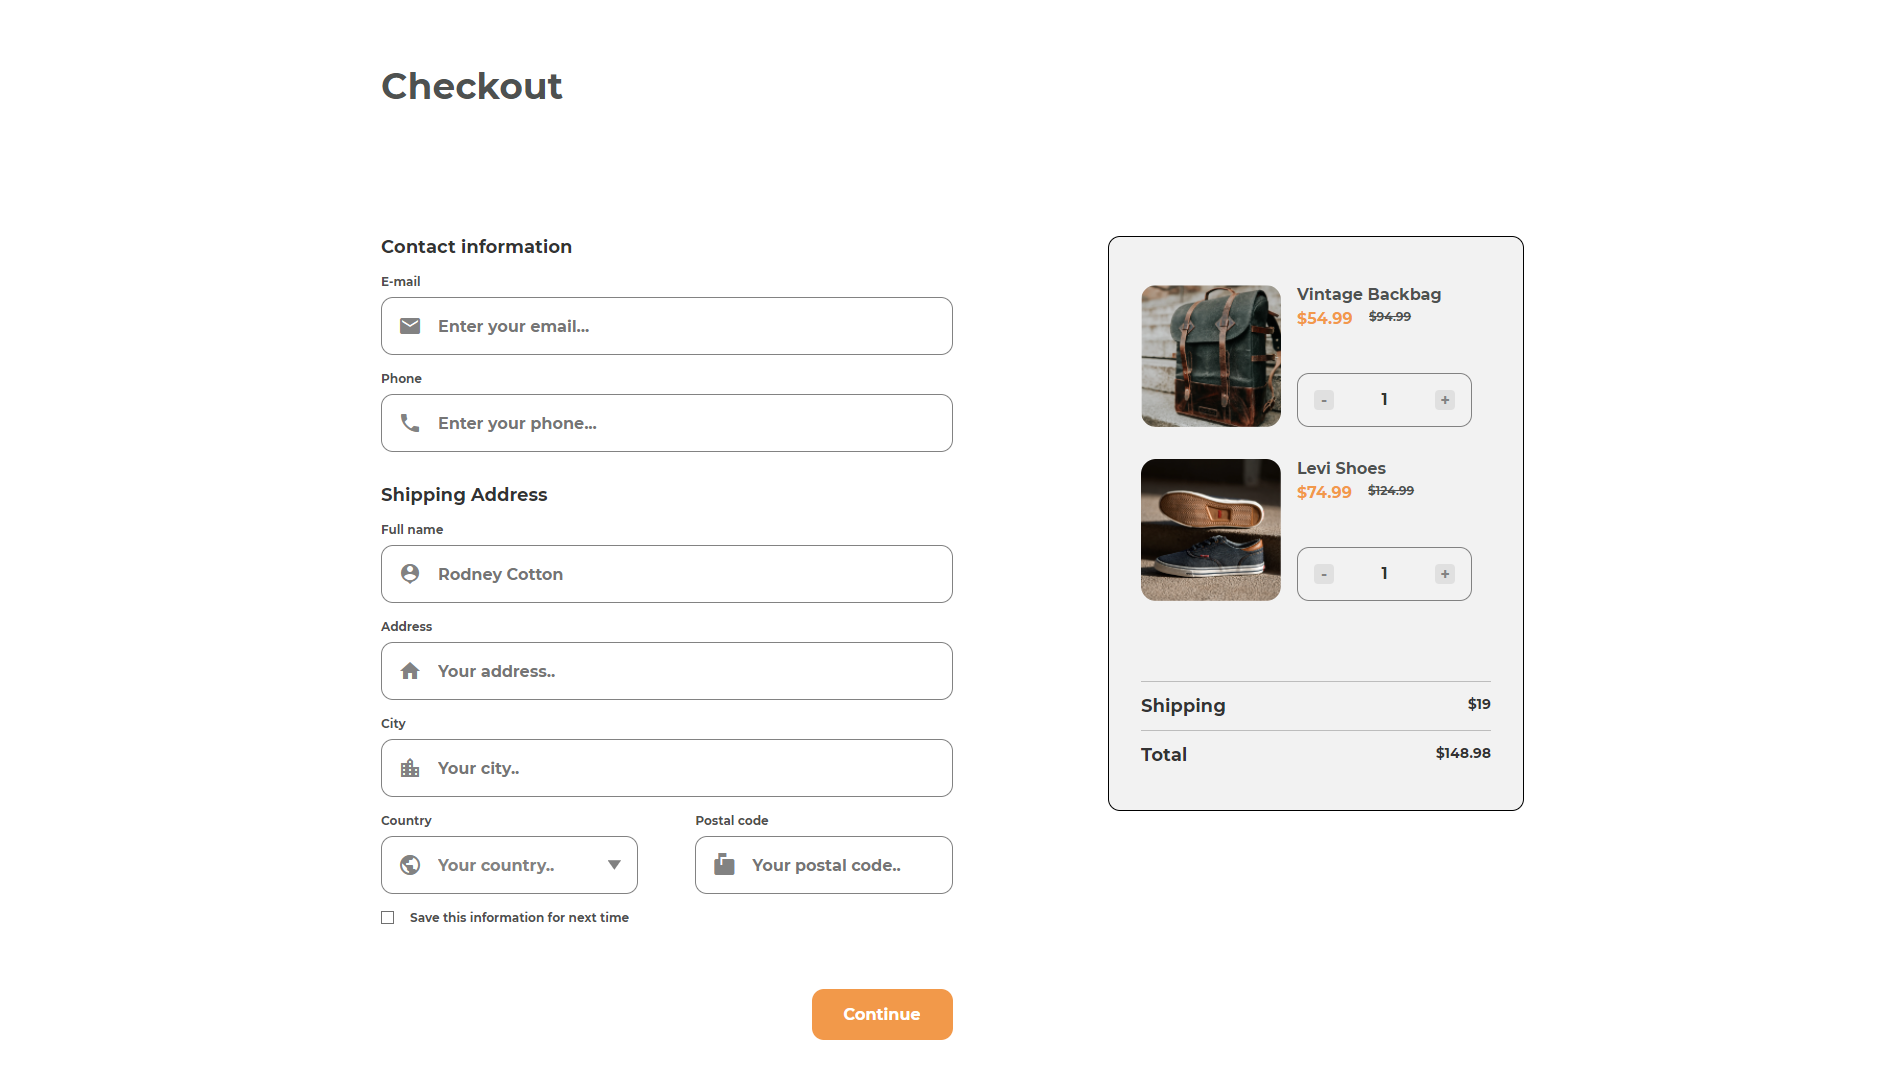 Checkout
Contact information
E-mail
Enter your email...
Phone
Enter your phone...
Shipping Address
Full name
Rodney Cotton
Address
Your address..
City
Your city..
Country
Your country..
Postal code
Your postal code..
Save this information for next time
Continue
Vintage Backbag
$54.99 $94.99
- 1 +
Levi Shoes
$74.99 $124.99
- 1 +
Shipping $19
Total $148.98